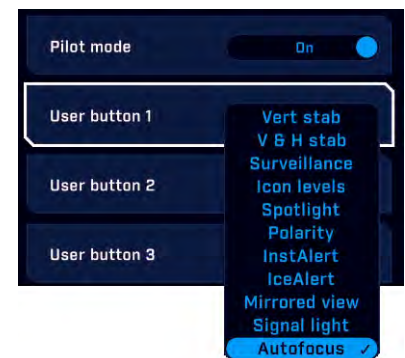 Pilot mode
On
User button 1
User button 2
User button 3
Vert stab
V & H stab
Surveillance
Icon levels
Spotlight
Polarity
InstAlert
IceAlert
Mirrored view
Signal light
Autofocus ✓